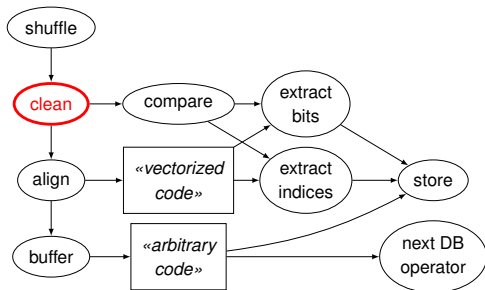 shuffle
clean
compare
extract
bits
align
«vectorized
code»
extract
indices
store
buffer
«arbitrary
code»
next DB
operator